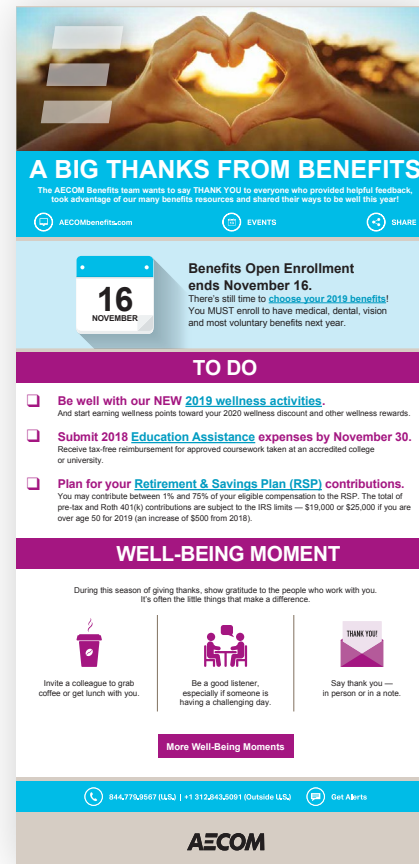 A BIG THANKS FROM BENEFITS
The AECOM Benefits team wants to say THANK YOU to everyone who provided helpful feedback,
took advantage of our many benefits resources and shared their ways to be well this year!
AECOMbenefits.com
EVENTS
SHARE
16
NOVEMBER
Benefits Open Enrollment
ends November 16.
There's still time to choose your 2019 benefits!
You MUST enroll to have medical, dental, vision
and most voluntary benefits next year.
TO DO
Be well with our NEW 2019 wellness activities.
And start earning wellness points toward your 2020 wellness discount and other wellness rewards.
Submit 2018 Education Assistance expenses by November 30.
Receive tax-free reimbursement for approved coursework taken at an accredited college
or university.
Plan for your Retirement & Savings Plan (RSP) contributions.
You may contribute between 1% and 75% of your eligible compensation to the RSP. The total of
pre-tax and Roth 401(k) contributions are subject to the IRS limits — $19,000 or $25,000 if you are
over age 50 for 2019 (an increase of $500 from 2018).
WELL-BEING MOMENT
During this season of giving thanks, show gratitude to the people who work with you.
It's often the little things that make a difference.
Invite a colleague to grab
coffee or get lunch with you.
Be a good listener,
especially if someone is
having a challenging day.
THANK YOU!
Say thank you —
in person or in a note.
More Well-Being Moments
844.779.9567 (U.S.) | +1 312.843.5091 (Outside U.S.)
Get Alerts
AECOM